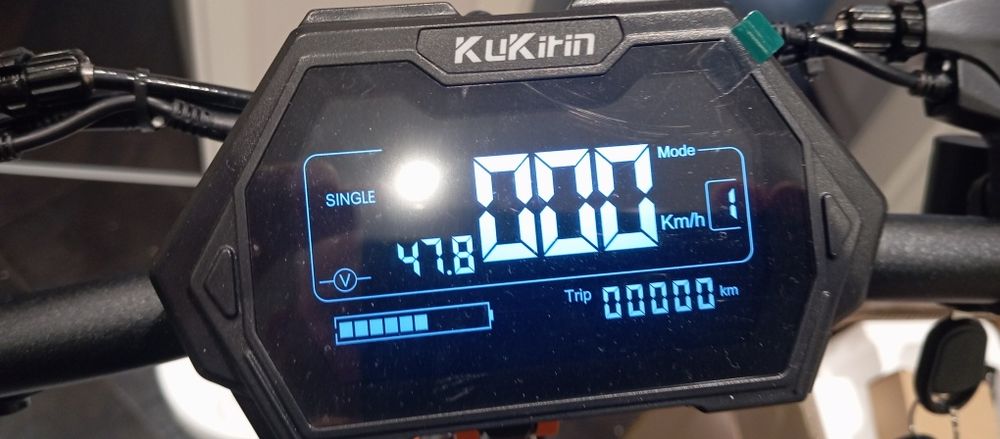 KuKirin
Mode
SINGLE
000
1
Km/h
47.8
V
Trip 00000 km